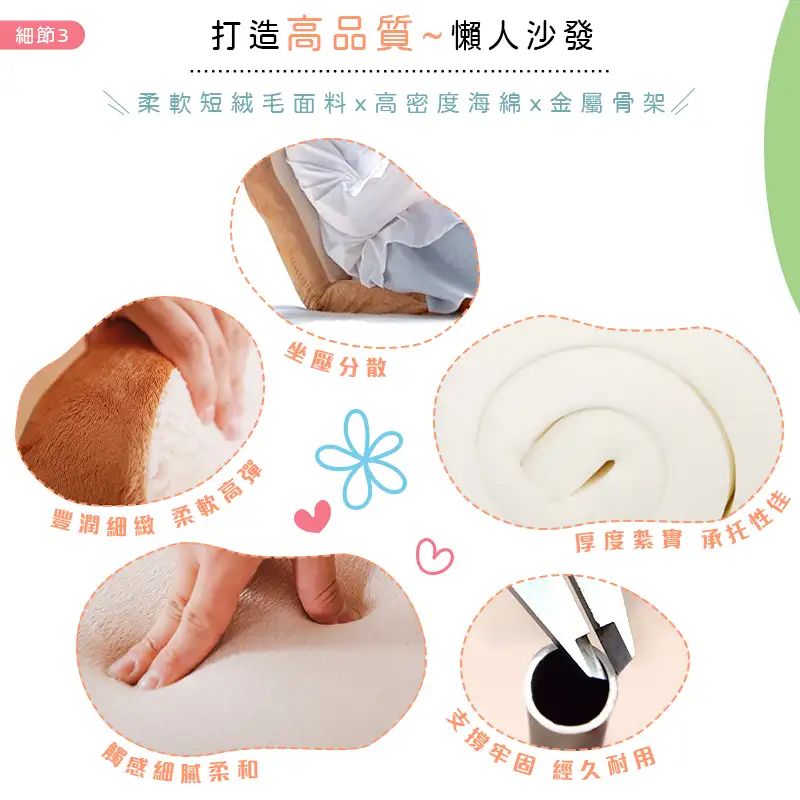 細節3
打造高品質~懶人沙發
柔軟短絨毛面料x高密度海綿x金屬骨架
坐壓分散
豐潤細緻 柔軟高彈
厚度紮實 承托性佳
觸感細膩柔和
支撐牢固 經久耐用